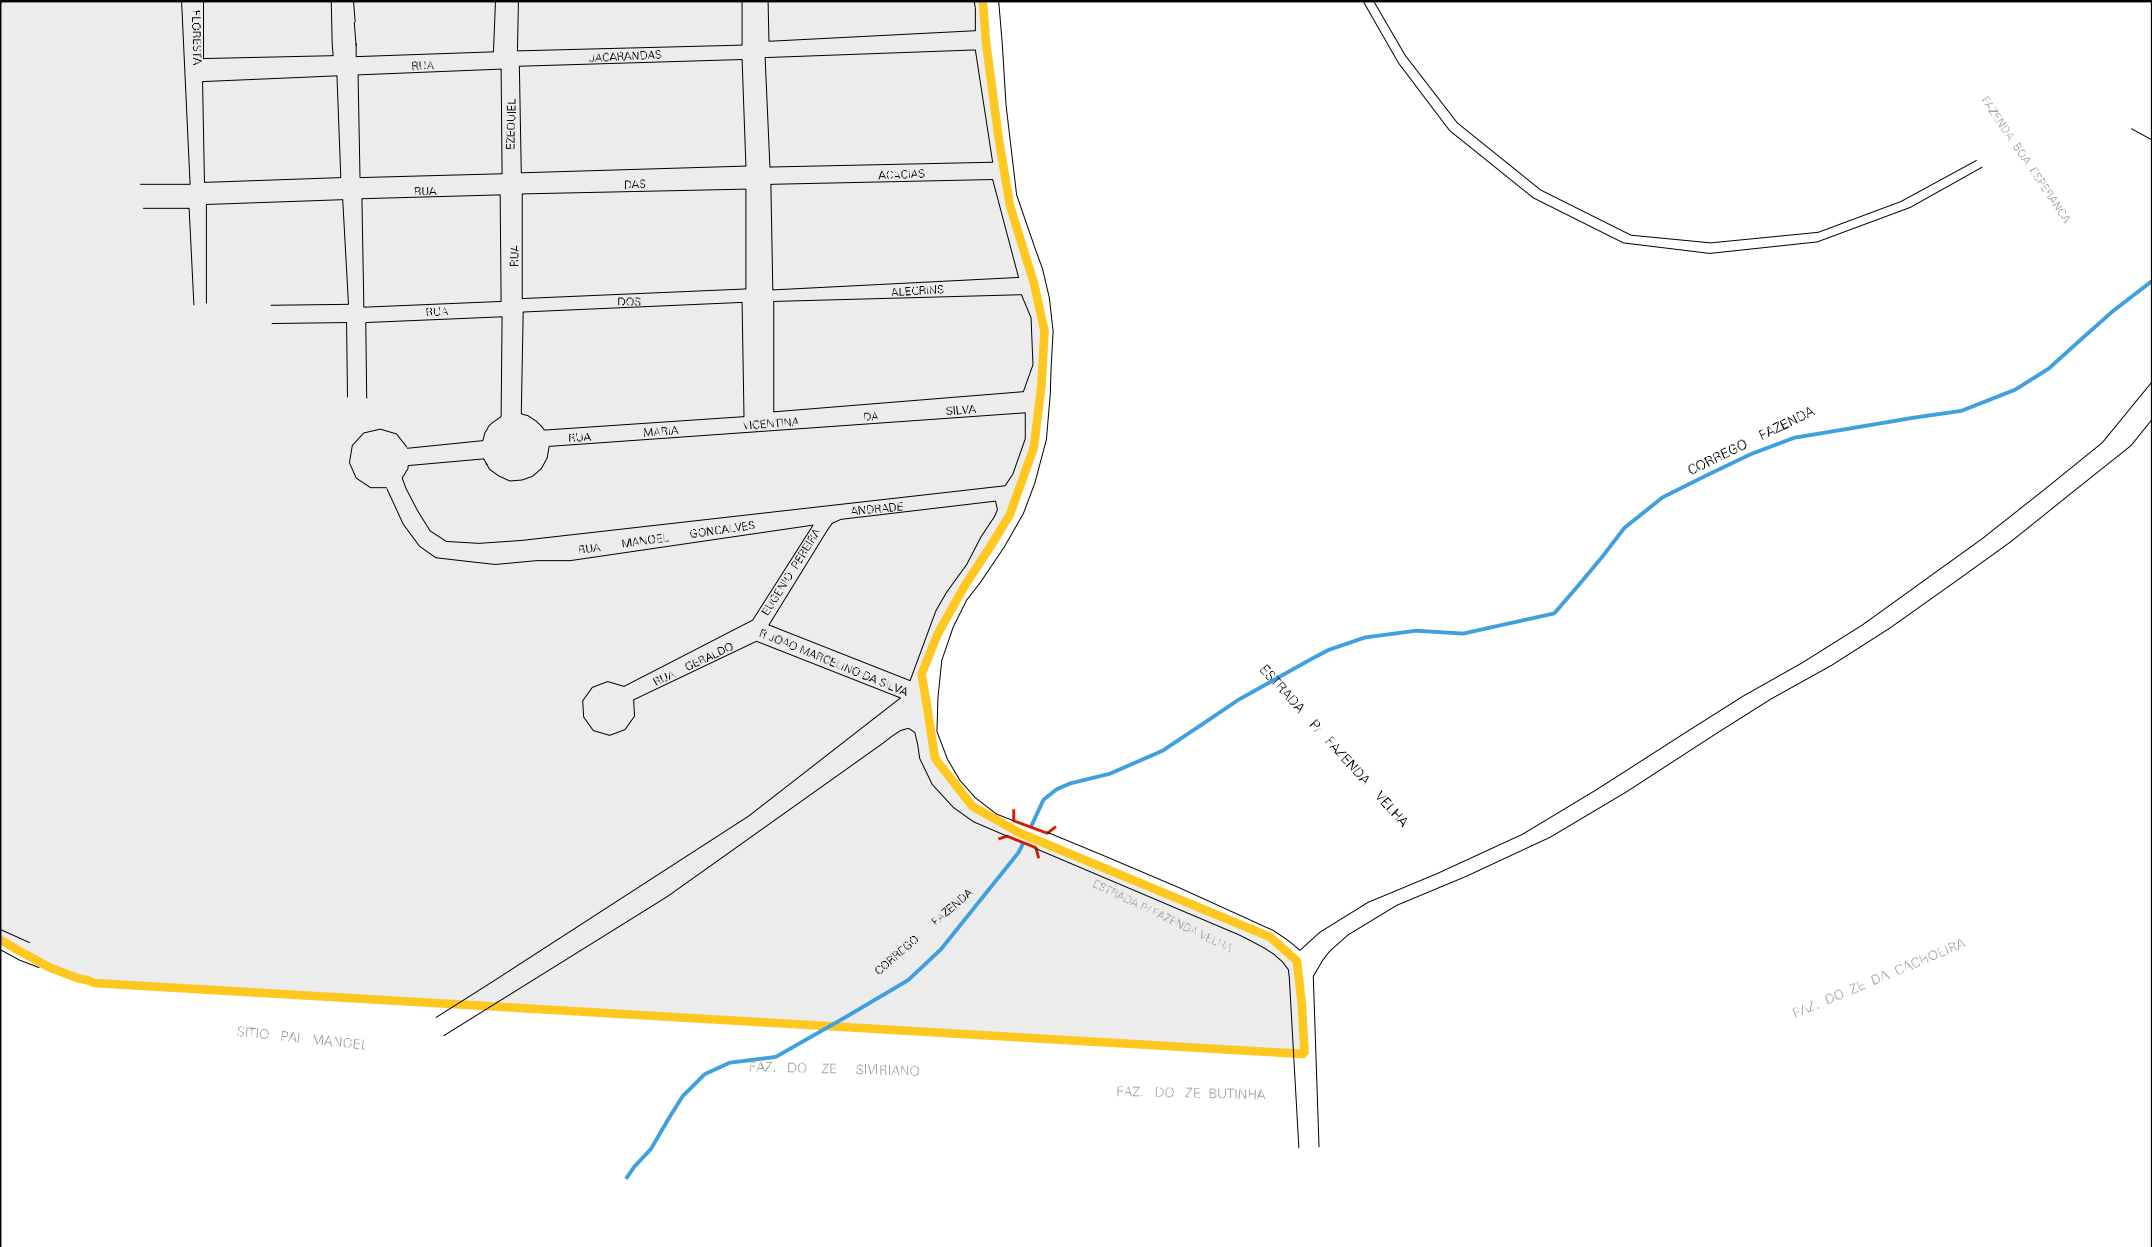 FLORESTA
RUA JACARANDAS
EZEQUIEL
RUA
RUA DAS ACACIAS
RUA DOS ALECRINS
RUA MARIA VICENTINA DA SILVA
RUA MANOEL GONCALVES ANDRADE
EUGENIO PEREIRA
RUA GERALDO
R JOAO MARCELINO DA SILVA
FAZENDA BOA ESPERANCA
CORREGO FAZENDA
ESTRADA P/ FAZENDA VELHA
ESTRADA P/ FAZENDA VELHA
CORREGO FAZENDA
FAZ. DO ZE DA CACHOLIRA
SITIO PAI MANOEL
FAZ. DO ZE SIVIRIANO
FAZ. DO ZE BUTINHA